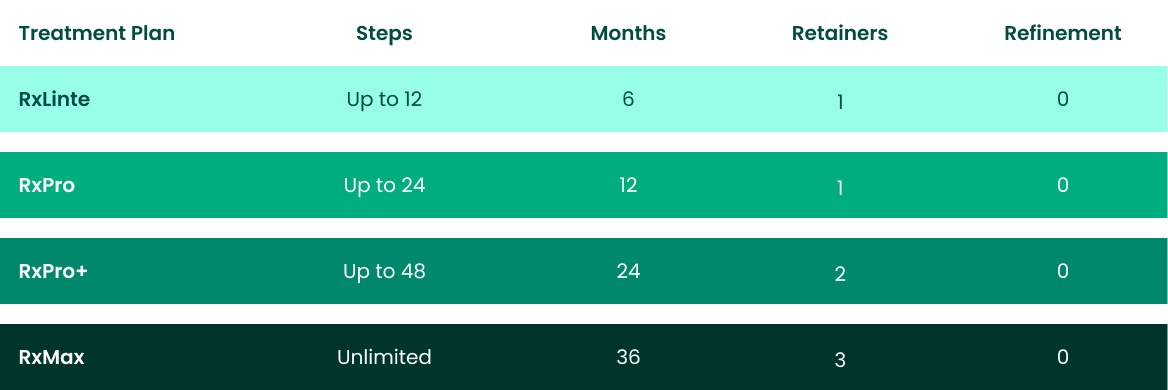 Treatment Plan Steps Months Retainers Refinement
RxLinte Up to 12 6 1 0
RxPro Up to 24 12 1 0
RxPro+ Up to 48 24 2 0
RxMax Unlimited 36 3 0